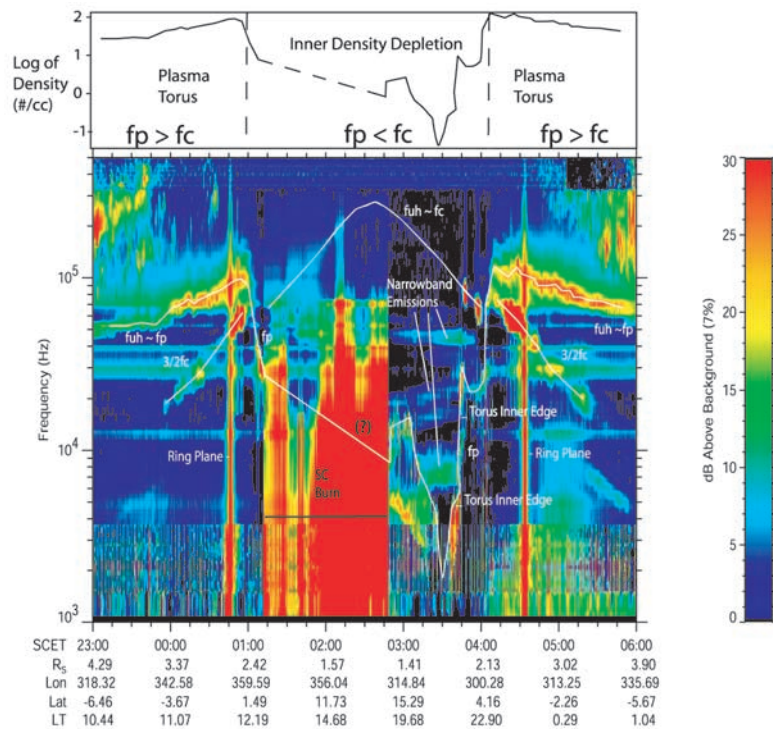 2
1
0
-1
Log of
Density
(#/cc)
Inner Density Depletion
Plasma
Torus
Plasma
Torus
fp > fc
fp < fc
fp > fc
fuh ~ fc
Narrowband
Emissions
fuh ~ fp
fp
fuh ~ fp
3/2fc
3/2fc
(?)
Torus Inner Edge
fp
Ring Plane
Ring Plane
SC
Burn
Torus Inner Edge
10^5
10^4
10^3
Frequency (Hz)
30
25
20
15
10
5
0
dB Above Background (7%)
SCET 23:00 00:00 01:00 02:00 03:00 04:00 05:00 06:00
R_S 4.29 3.37 2.42 1.57 1.41 2.13 3.02 3.90
Lon 318.32 342.58 359.59 356.04 314.84 300.28 313.25 335.69
Lat -6.46 -3.67 1.49 11.73 15.29 4.16 -2.26 -5.67
LT 10.44 11.07 12.19 14.68 19.68 22.90 0.29 1.04